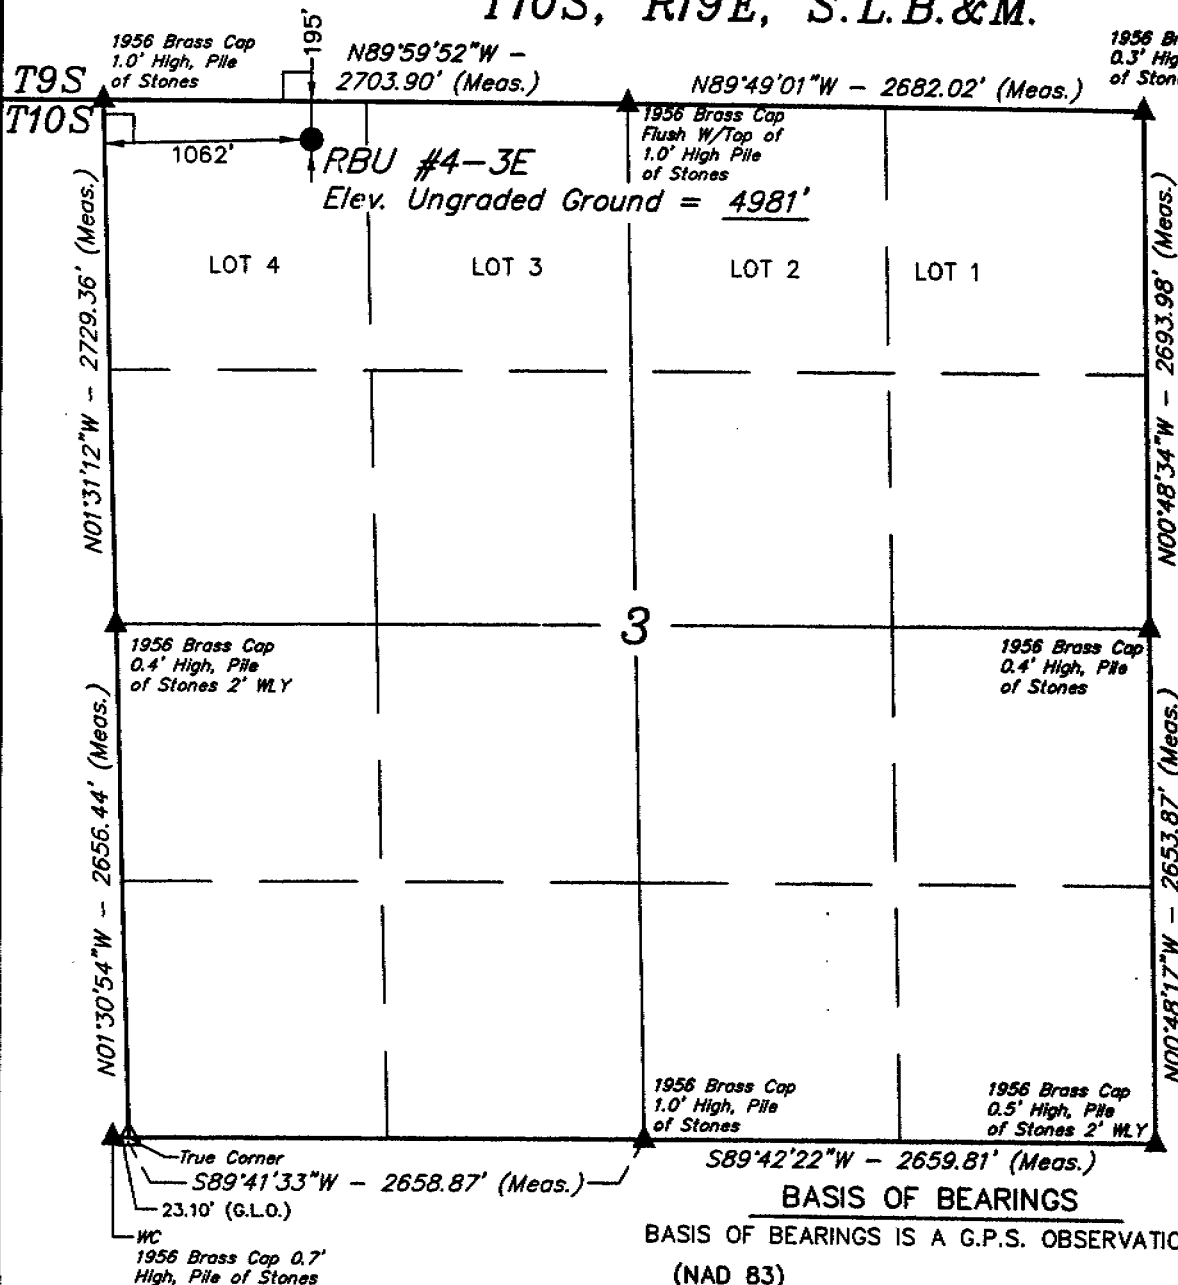 T10S, R19E, S.L.B.&M.
1956 Brass Cap
1.0' High, Pile
of Stones
195'
N89°59'52"W -
2703.90' (Meas.)
N89°49'01"W - 2682.02' (Meas.)
0.3'
T9S
T10S
1062'
RBU #4-3E
Elev. Ungraded Ground = 4981'
1956 Brass Cap
Flush W/Top of
1.0' High Pile
of Stones
LOT 4
LOT 3
LOT 2
LOT 1
N01°31'12"W - 2729.36' (Meas.)
N00°48'34"W - 2693.98' (Meas.)
3
1956 Brass Cap
0.4' High, Pile
of Stones 2' WLY
1956 Brass Cap
0.4' High, Pile
of Stones
N01°30'54"W - 2656.44' (Meas.)
N00°48'17"W - 2653.87' (Meas.)
1956 Brass Cap
1.0' High, Pile
of Stones
1956 Brass Cap
0.5' High, Pile
of Stones 2' WLY
True Corner
S89°41'33"W - 2658.87' (Meas.)
S89°42'22"W - 2659.81' (Meas.)
23.10' (G.L.O.)
WC
1956 Brass Cap 0.7'
High, Pile of Stones
BASIS OF BEARINGS
BASIS OF BEARINGS IS A G.P.S. OBSERVATIO
(NAD 83)